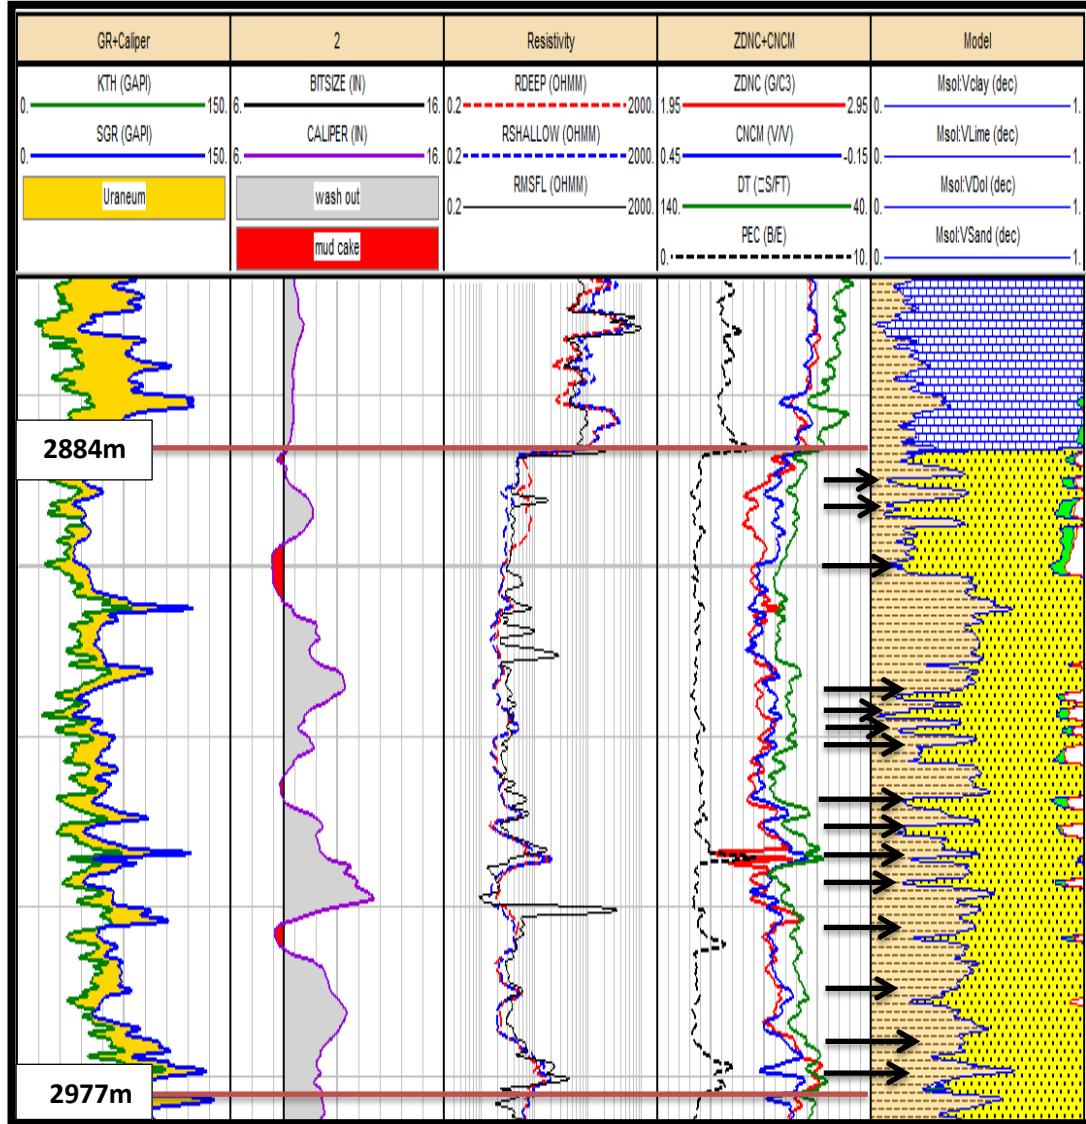 GR+Caliper 2 Resistivity ZDNC+CNCM Model
KTH (GAPI) BITSIZE (IN) RDEEP (OHMM) ZDNC (G/C3) Msol:Vclay (dec)
0. 150. 6. 16. 0.2 2000. 1.95 2.95 0. 1.
SGR (GAPI) CALIPER (IN) RSHALLOW (OHMM) CNCM (V/V) Msol:VLime (dec)
0. 150. 6. 16. 0.2 2000. 0.45 -0.15 0. 1.
Uraneum wash out RMSFL (OHMM) DT (□S/FT) Msol:VDol (dec)
0.2 2000. 140. 40. 0. 1.
mud cake PEC (B/E) Msol:VSand (dec)
0. 10. 0. 1.
2884m
2977m